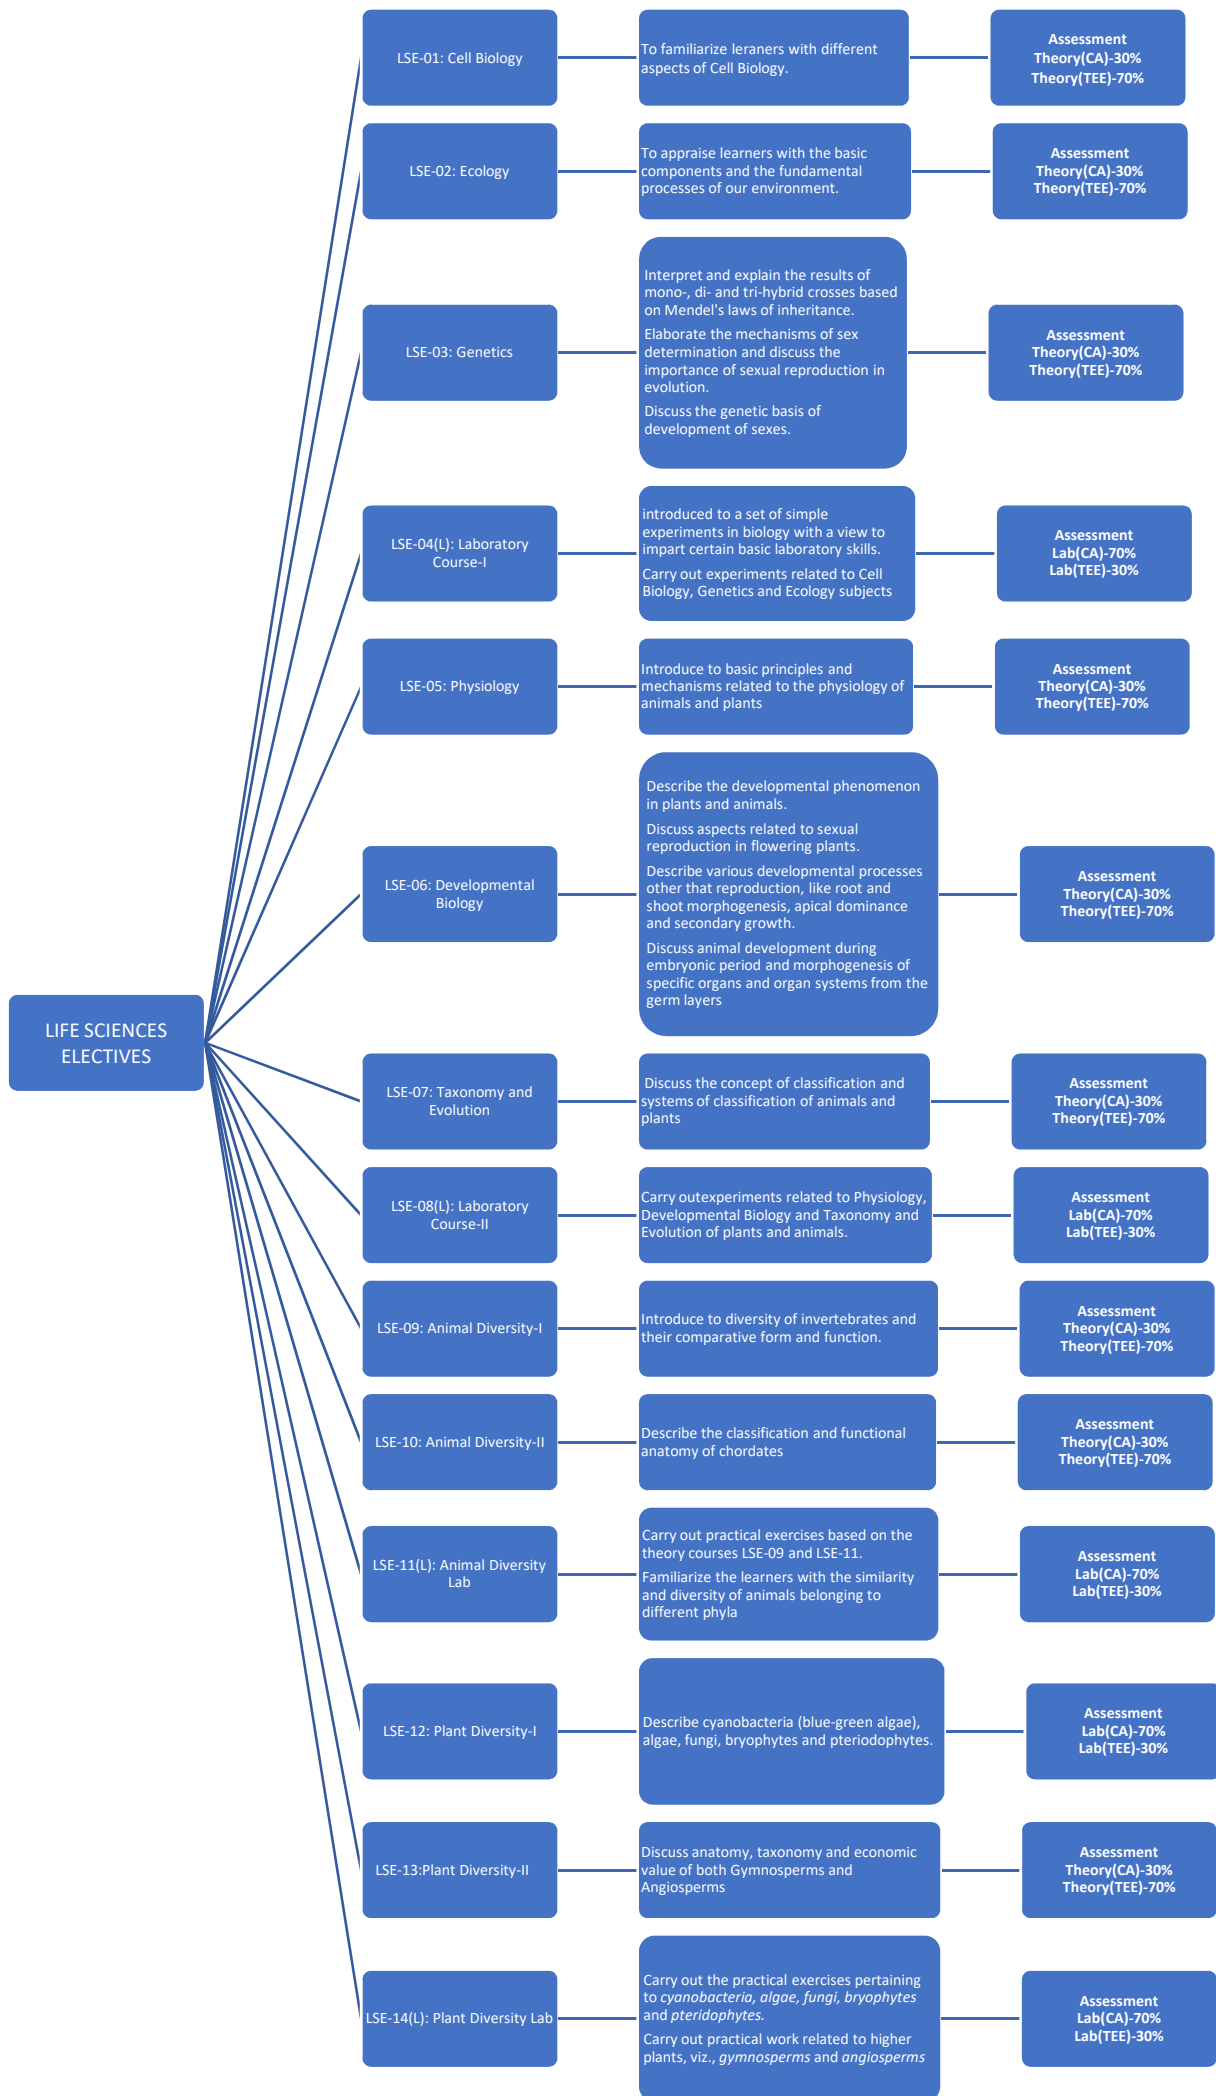 LSE-01: Cell Biology
To familiarize leraners with different
aspects of Cell Biology.
Assessment
Theory(CA)-30%
Theory(TEE)-70%
LSE-02: Ecology
To appraise learners with the basic
components and the fundamental
processes of our environment.
Assessment
Theory(CA)-30%
Theory(TEE)-70%
LSE-03: Genetics
Interpret and explain the results of
mono-, di- and tri-hybrid crosses based
on Mendel's laws of inheritance.
Elaborate the mechanisms of sex
determination and discuss the
importance of sexual reproduction in
evolution.
Discuss the genetic basis of
development of sexes.
Assessment
Theory(CA)-30%
Theory(TEE)-70%
LSE-04(L): Laboratory
Course-I
introduced to a set of simple
experiments in biology with a view to
impart certain basic laboratory skills.
Carry out experiments related to Cell
Biology, Genetics and Ecology subjects
Assessment
Lab(CA)-70%
Lab(TEE)-30%
LSE-05: Physiology
Introduce to basic principles and
mechanisms related to the physiology of
animals and plants
Assessment
Theory(CA)-30%
Theory(TEE)-70%
LSE-06: Developmental
Biology
Describe the developmental phenomenon
in plants and animals.
Discuss aspects related to sexual
reproduction in flowering plants.
Describe various developmental processes
other that reproduction, like root and
shoot morphogenesis, apical dominance
and secondary growth.
Discuss animal development during
embryonic period and morphogenesis of
specific organs and organ systems from the
germ layers
Assessment
Theory(CA)-30%
Theory(TEE)-70%
LIFE SCIENCES
ELECTIVES
LSE-07: Taxonomy and
Evolution
Discuss the concept of classification and
systems of classification of animals and
plants
Assessment
Theory(CA)-30%
Theory(TEE)-70%
LSE-08(L): Laboratory
Course-II
Carry outexperiments related to Physiology,
Developmental Biology and Taxonomy and
Evolution of plants and animals.
Assessment
Lab(CA)-70%
Lab(TEE)-30%
LSE-09: Animal Diversity-I
Introduce to diversity of invertebrates and
their comparative form and function.
Assessment
Theory(CA)-30%
Theory(TEE)-70%
LSE-10: Animal Diversity-II
Describe the classification and functional
anatomy of chordates
Assessment
Theory(CA)-30%
Theory(TEE)-70%
LSE-11(L): Animal Diversity
Lab
Carry out practical exercises based on the
theory courses LSE-09 and LSE-11.
Familiarize the learners with the similarity
and diversity of animals belonging to
different phyla
Assessment
Lab(CA)-70%
Lab(TEE)-30%
LSE-12: Plant Diversity-I
Describe cyanobacteria (blue-green algae),
algae, fungi, bryophytes and pteriodophytes.
Assessment
Lab(CA)-70%
Lab(TEE)-30%
LSE-13:Plant Diversity-II
Discuss anatomy, taxonomy and economic
value of both Gymnosperms and
Angiosperms
Assessment
Theory(CA)-30%
Theory(TEE)-70%
LSE-14(L): Plant Diversity Lab
Carry out the practical exercises pertaining
to cyanobacteria, algae, fungi, bryophytes
and pteridophytes.
Carry out practical work related to higher
plants, viz., gymnosperms and angiosperms
Assessment
Lab(CA)-70%
Lab(TEE)-30%